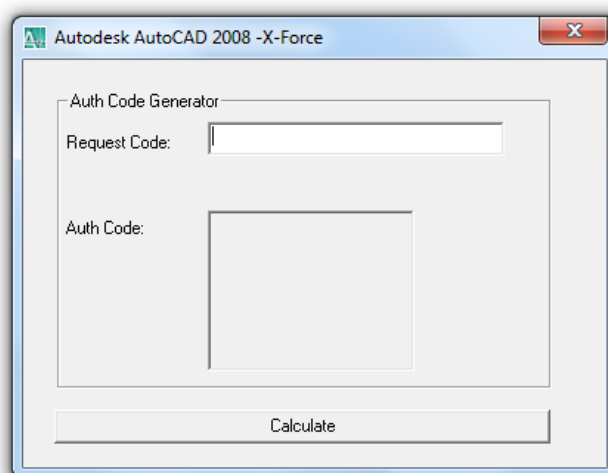 Autodesk AutoCAD 2008 -X-Force
Auth Code Generator
Request Code:
Auth Code:
Calculate